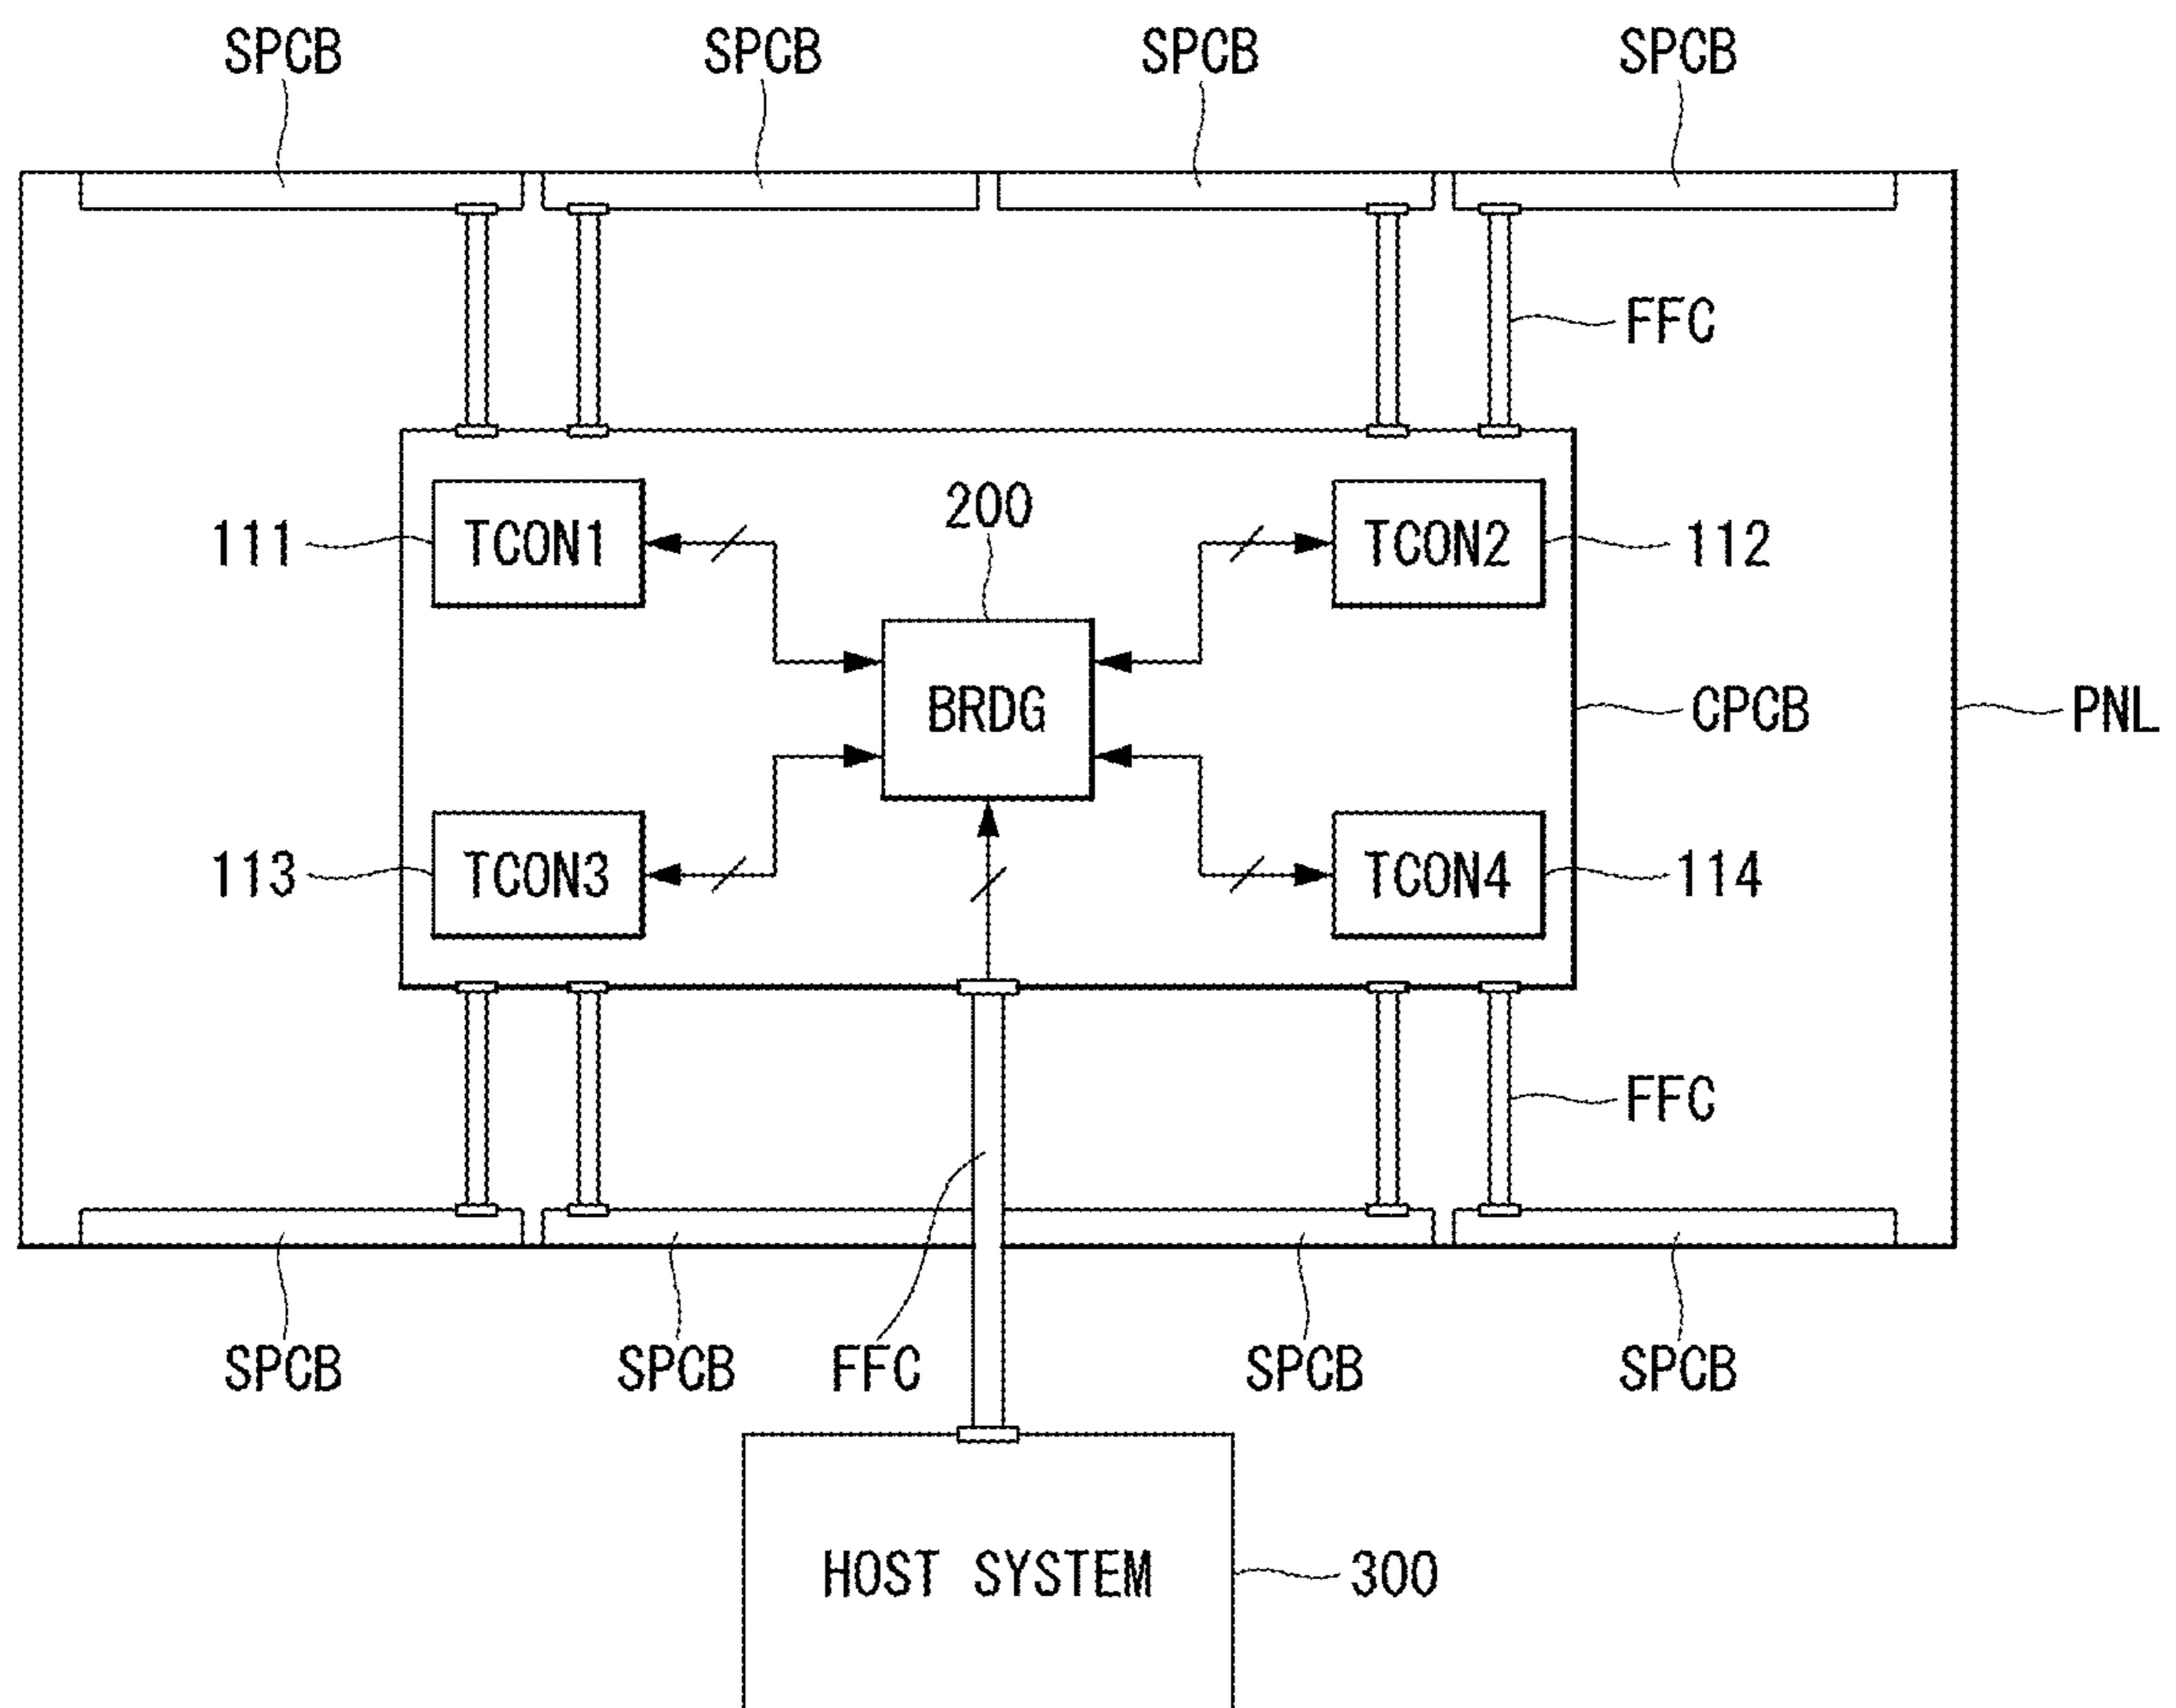 SPCB SPCB SPCB SPCB
FFC
200
111 TCON1 TCON2 112
BRDG CPCB PNL
113 TCON3 TCON4 114
FFC
SPCB SPCB FFC SPCB SPCB
HOST SYSTEM 300